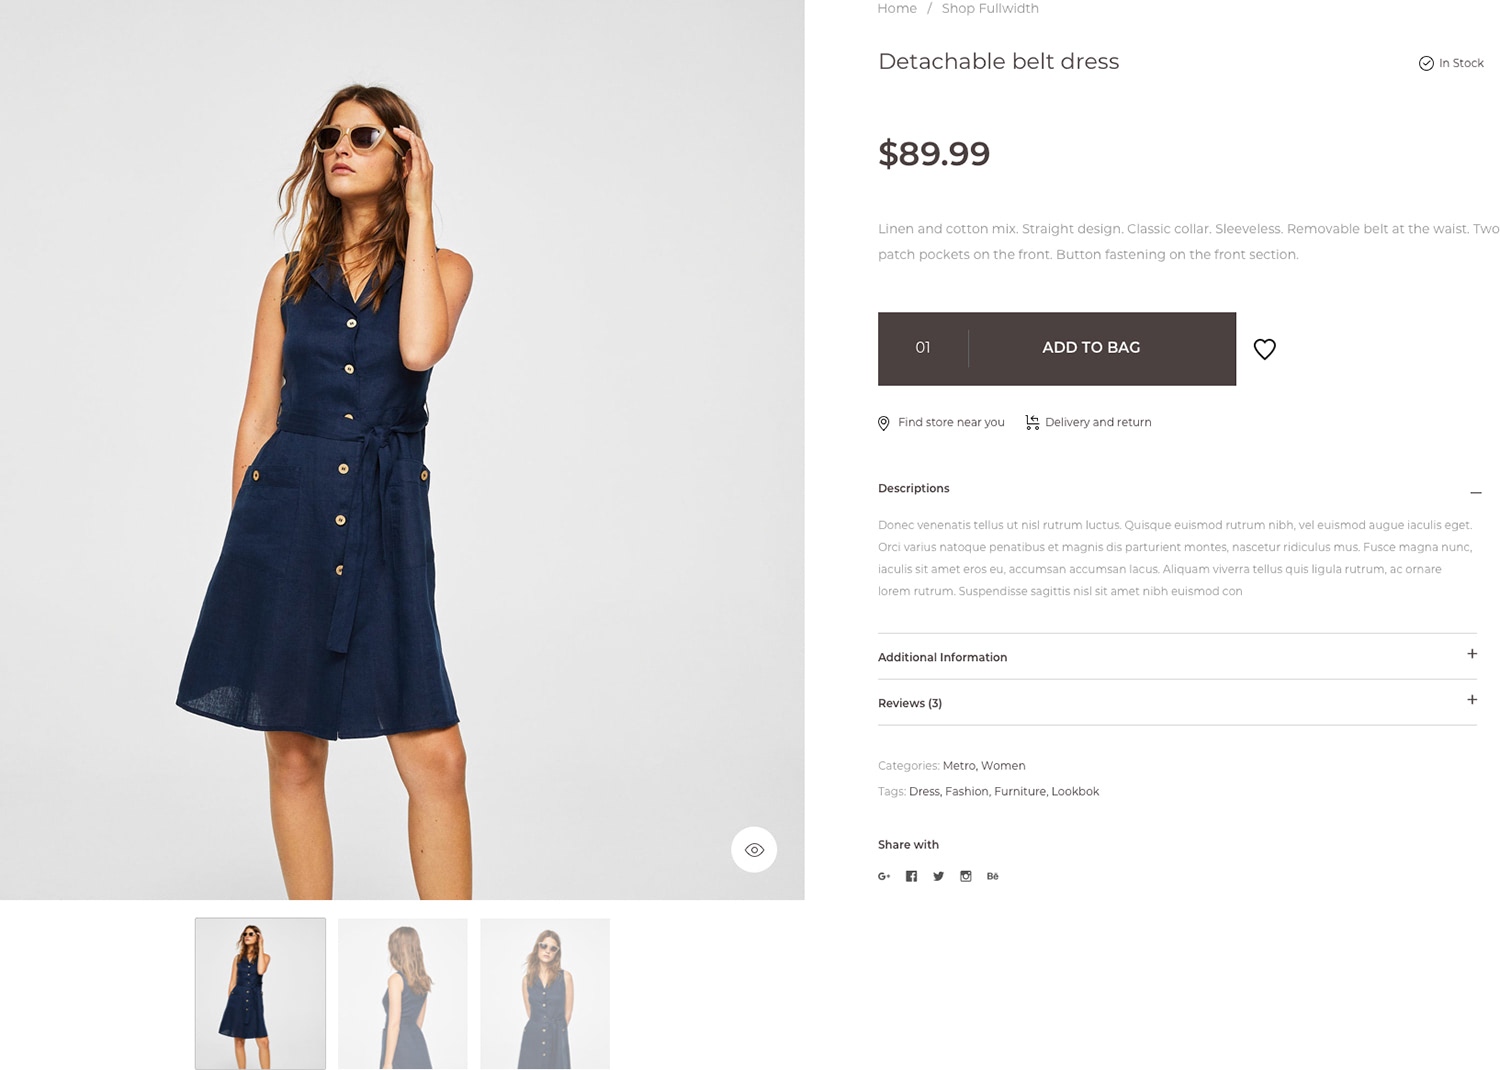 Home / Shop Fullwidth
Detachable belt dress
In Stock
$89.99
Linen and cotton mix. Straight design. Classic collar. Sleeveless. Removable belt at the waist. Two
patch pockets on the front. Button fastening on the front section.
01
ADD TO BAG
Find store near you
Delivery and return
Descriptions
Donec venenatis tellus ut nisl rutrum luctus. Quisque euismod rutrum nibh, vel euismod augue iaculis eget.
Orci varius natoque penatibus et magnis dis parturient montes, nascetur ridiculus mus. Fusce magna nunc,
iaculis sit amet eros eu, accumsan accumsan lacus. Aliquam viverra tellus quis ligula rutrum, ac ornare
lorem rutrum. Suspendisse sagittis nisl sit amet nibh euismod con
Additional Information
Reviews (3)
Categories: Metro, Women
Tags: Dress, Fashion, Furniture, Lookbok
Share with
G+
Bē